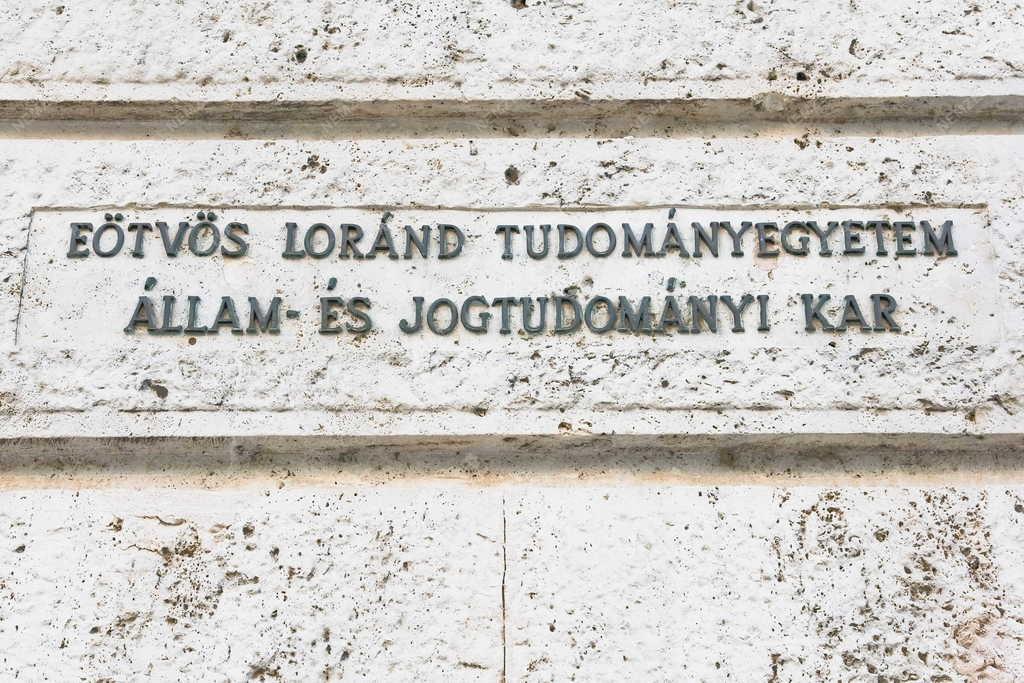 EÖTVÖS LORÁND TUDOMÁNYEGYETEM
ÁLLAM- ÉS JOGTUDOMÁNYI KAR